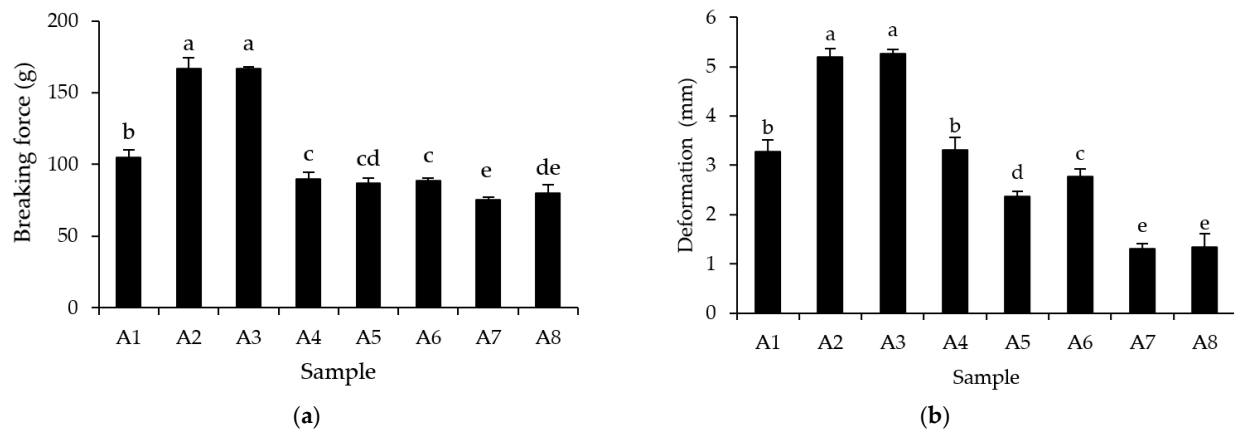 Breaking force (g)
200
150
100
50
0
b
a
a
c
cd
c
e
de
A1 A2 A3 A4 A5 A6 A7 A8
Sample
(a)
Deformation (mm)
6
5
4
3
2
1
0
b
a
a
b
d
c
e
e
A1 A2 A3 A4 A5 A6 A7 A8
Sample
(b)